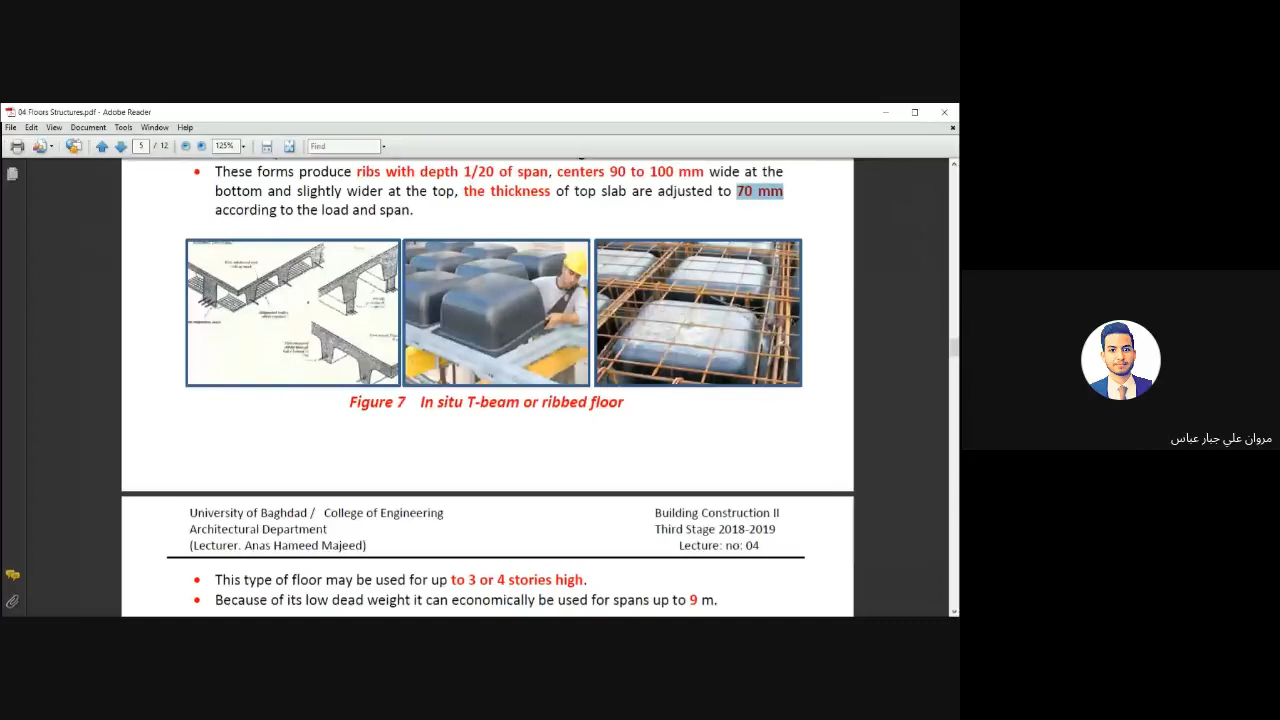 04 Floors Structures.pdf - Adobe Reader
File Edit View Document Tools Window Help
5 / 12 125% Find
These forms produce ribs with depth 1/20 of span, centers 90 to 100 mm wide at the
bottom and slightly wider at the top, the thickness of top slab are adjusted to 70 mm
according to the load and span.
Figure 7 In situ T-beam or ribbed floor
University of Baghdad / College of Engineering
Building Construction II
Architectural Department
Third Stage 2018-2019
(Lecturer. Anas Hameed Majeed)
Lecture: no: 04
This type of floor may be used for up to 3 or 4 stories high.
Because of its low dead weight it can economically be used for spans up to 9 m.
مروان علي جبار عباس